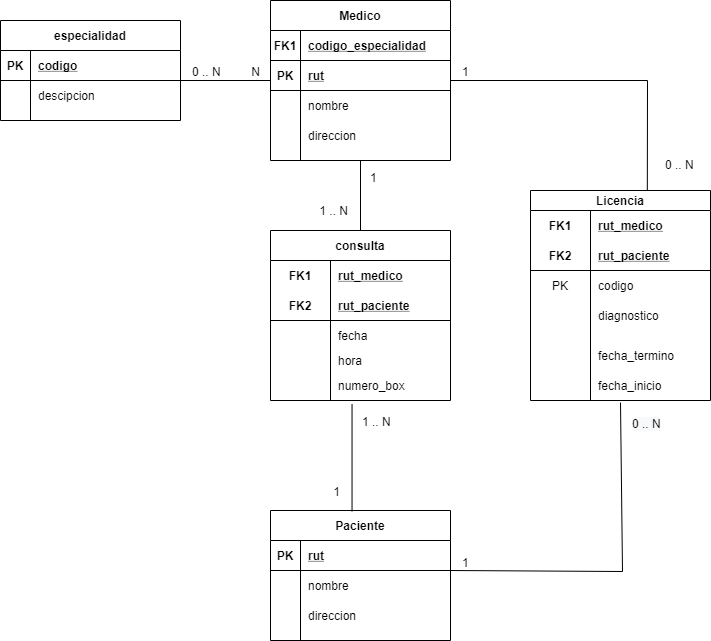 especialidad
PK codigo
descipcion
0 .. N
N
Medico
FK1 codigo_especialidad
PK rut
nombre
direccion
1
0 .. N
1
1 .. N
consulta
FK1 rut_medico
FK2 rut_paciente
fecha
hora
numero_box
Licencia
FK1 rut_medico
FK2 rut_paciente
PK codigo
diagnostico
fecha_termino
fecha_inicio
1 .. N
1
0 .. N
1
Paciente
PK rut
nombre
direccion